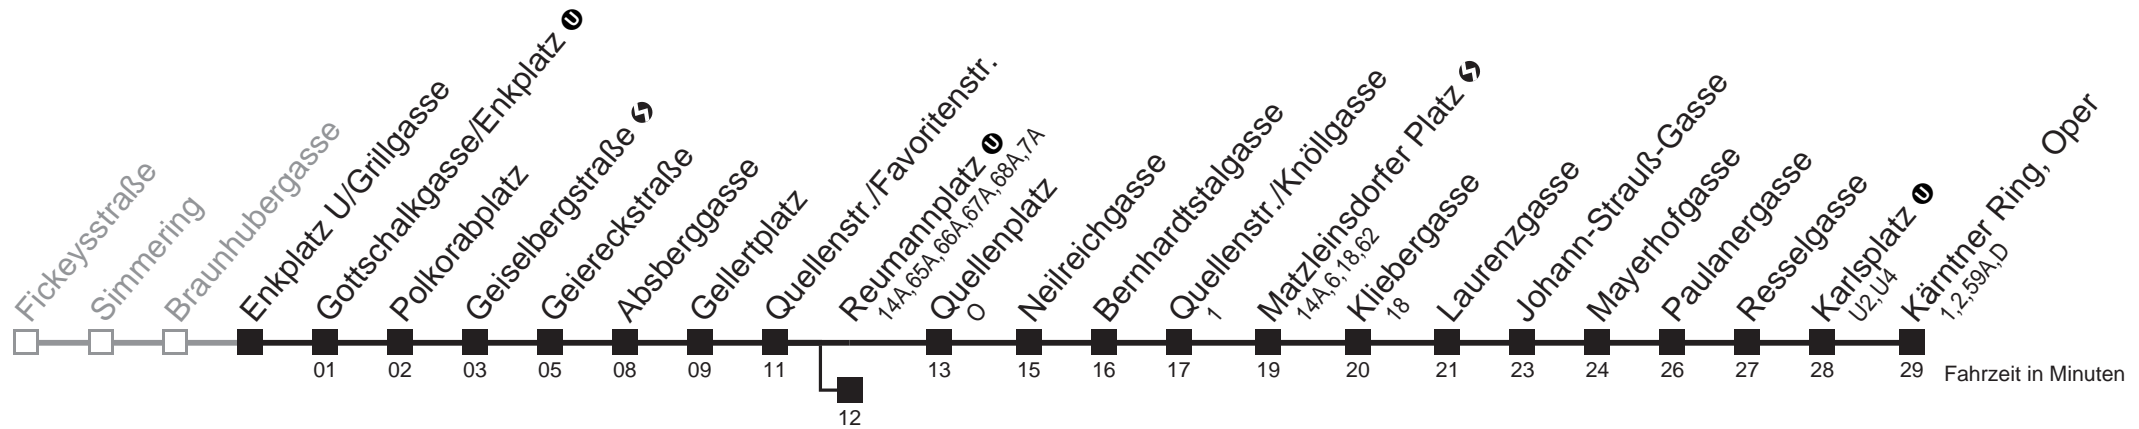 Fickeysstraße
Simmering
Braunhubergasse
Enkplatz U/Grillgasse
Gottschalkgasse/Enkplatz U
Polkorabplatz
Geiselbergstraße
Geiereckstraße
Absberggasse
Gellertplatz
Quellenstr./Favoritenstr.
Reumannplatz U
14A,65A,66A,67A,68A,7A
Quellenplatz
O
Neilreichgasse
Bernhardtstalgasse
Quellenstr./Knöllgasse
1
Matzleinsdorfer Platz
14A,6,18,62
Kliebergasse
18
Laurenzgasse
Johann-Strauß-Gasse
Mayerhofgasse
Paulanergasse
Resselgasse
Karlsplatz U
U2,U4
Kärntner Ring, Oper
1,2,59A,D
01 02 03 05 08 09 11 13 15 16 17 19 20 21 23 24 26 27 28 29 Fahrzeit in Minuten
12